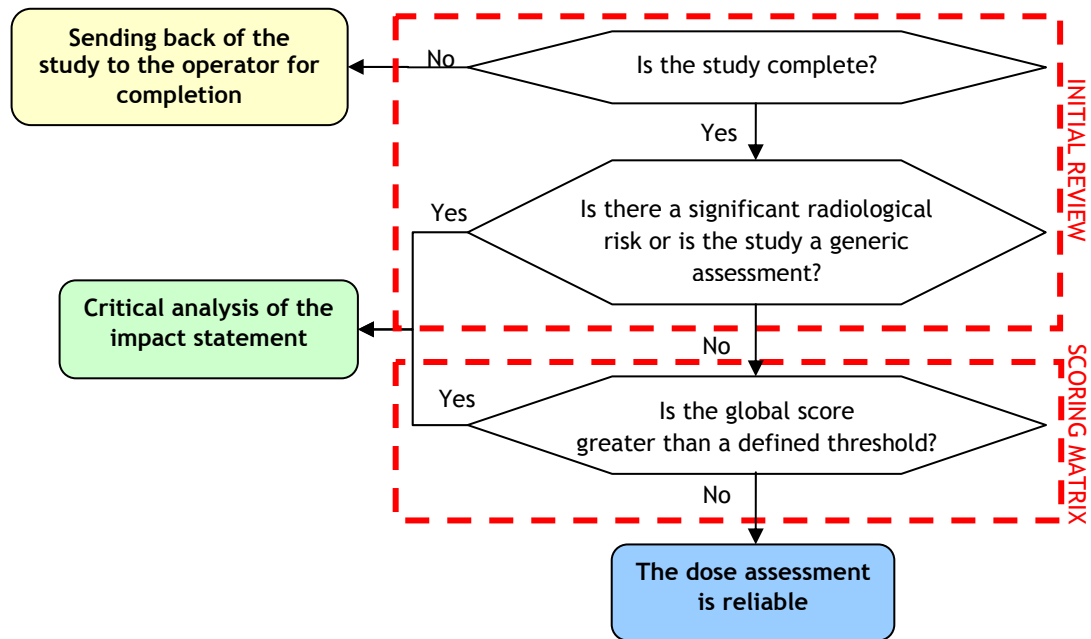 Sending back of the
study to the operator for
completion
No
Is the study complete?
INITIAL REVIEW
Yes
Yes
Is there a significant radiological
risk or is the study a generic
assessment?
Critical analysis of the
impact statement
No
SCORING MATRIX
Yes
Is the global score
greater than a defined threshold?
No
The dose assessment
is reliable